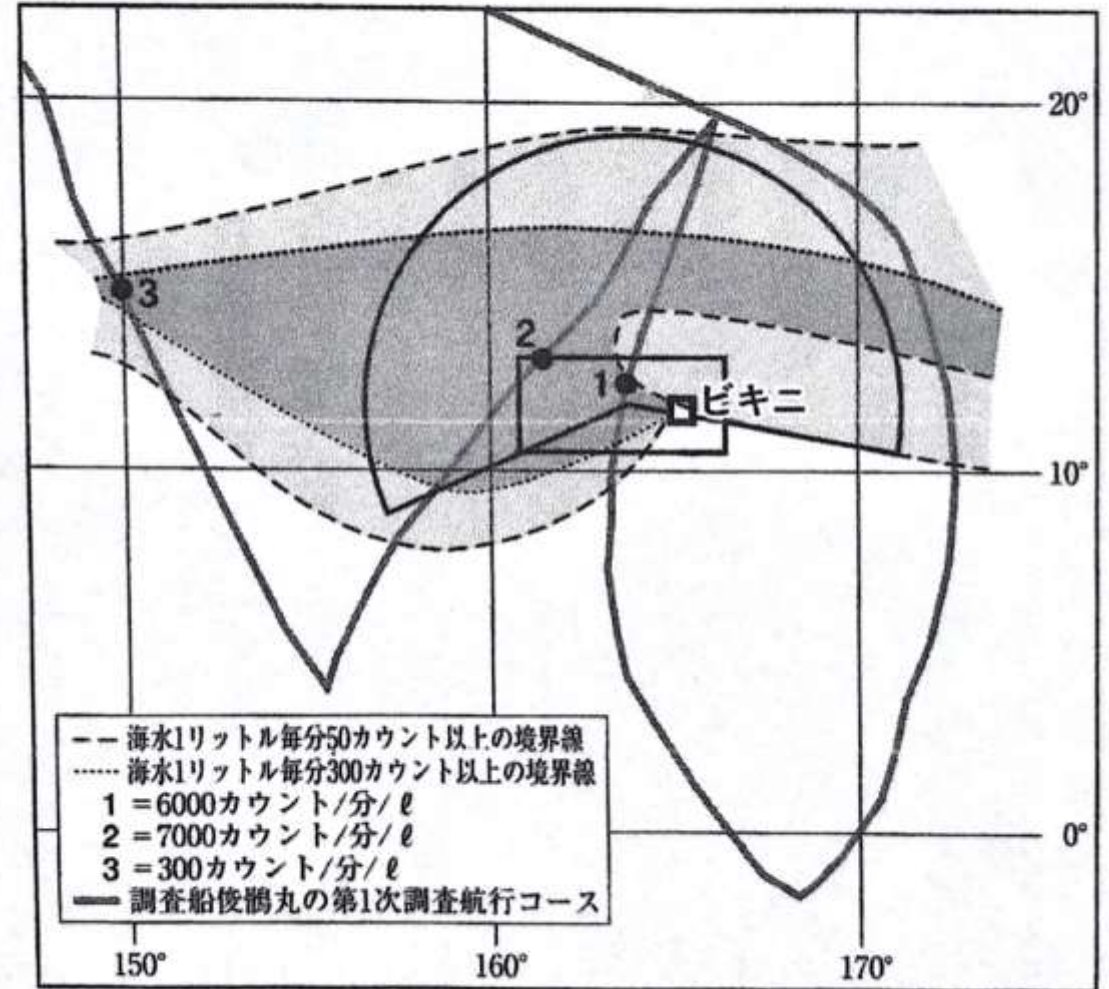 20°
3
2
1
ビキニ
10°
0°
海水1リットル毎分50カウント以上の境界線
海水1リットル毎分300カウント以上の境界線
1 =6000カウント/分/ℓ
2 =7000カウント/分/ℓ
3 =300カウント/分/ℓ
調査船俊鶻丸の第1次調査航行コース
150°
160°
170°